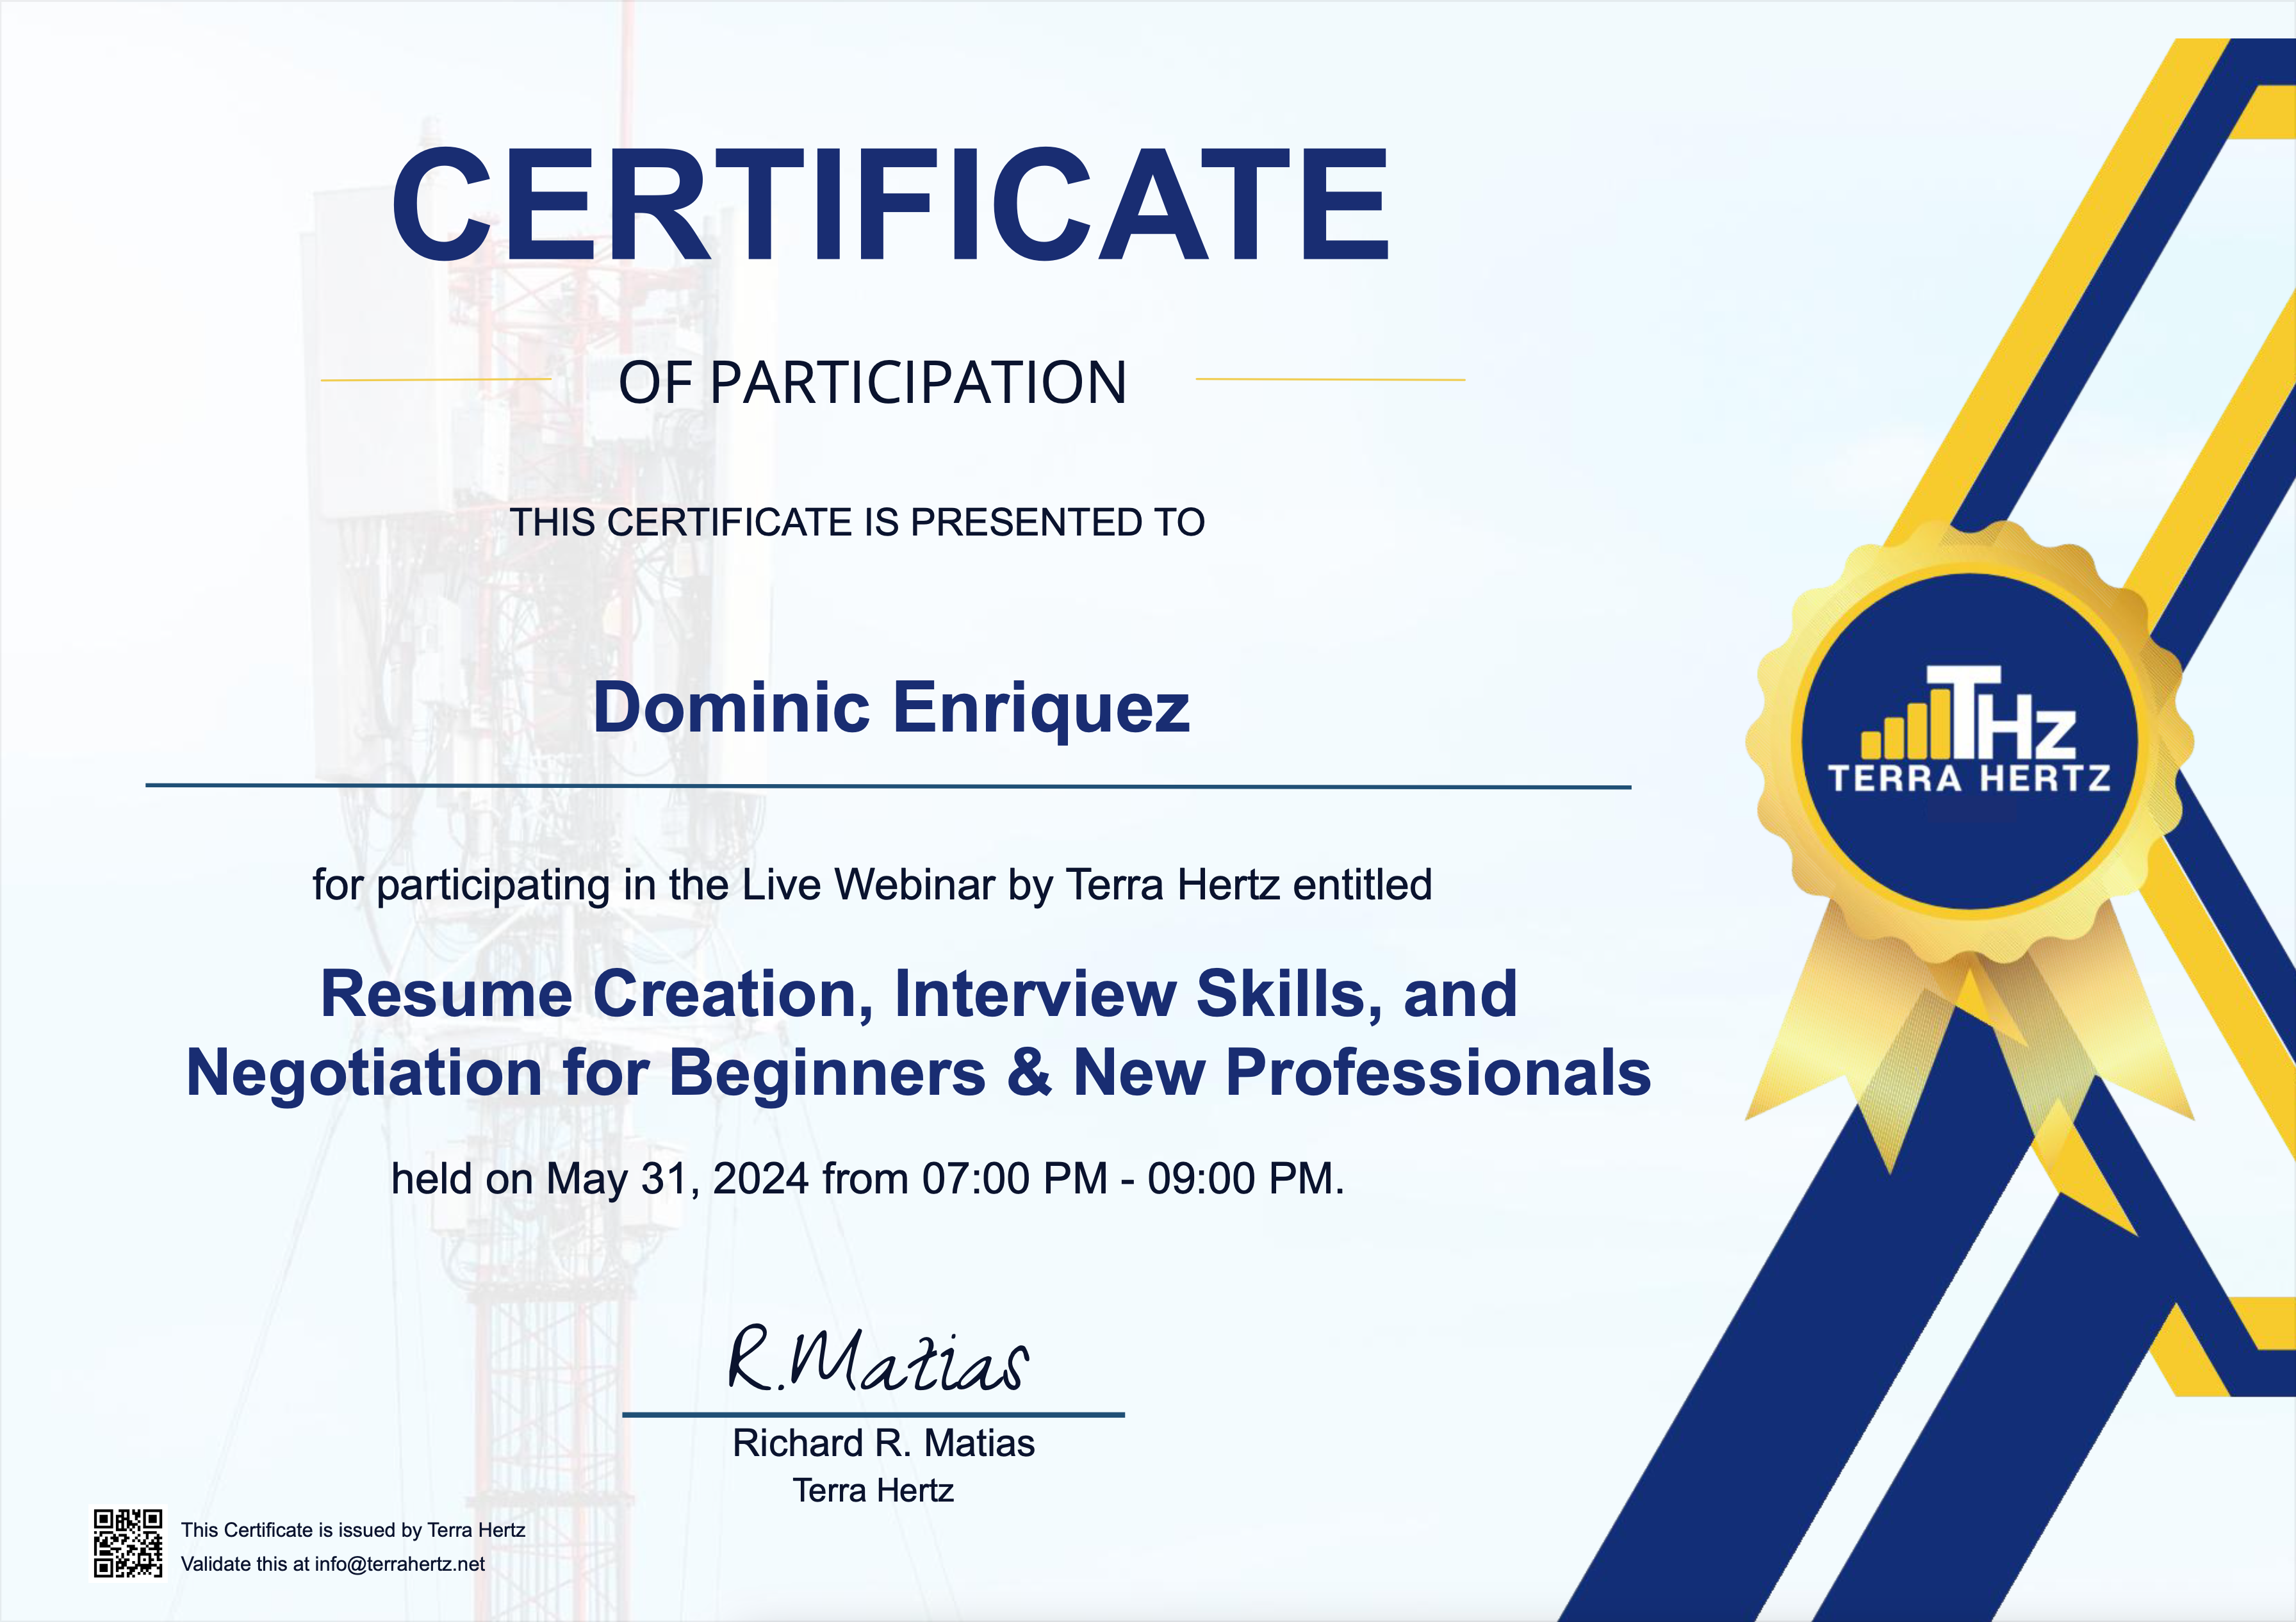 CERTIFICATE
OF PARTICIPATION
THIS CERTIFICATE IS PRESENTED TO
Dominic Enriquez
for participating in the Live Webinar by Terra Hertz entitled
Resume Creation, Interview Skills, and
Negotiation for Beginners & New Professionals
held on May 31, 2024 from 07:00 PM - 09:00 PM.
THz
TERRA HERTZ
R.Matias
Richard R. Matias
Terra Hertz
This Certificate is issued by Terra Hertz
Validate this at info@terrahertz.net